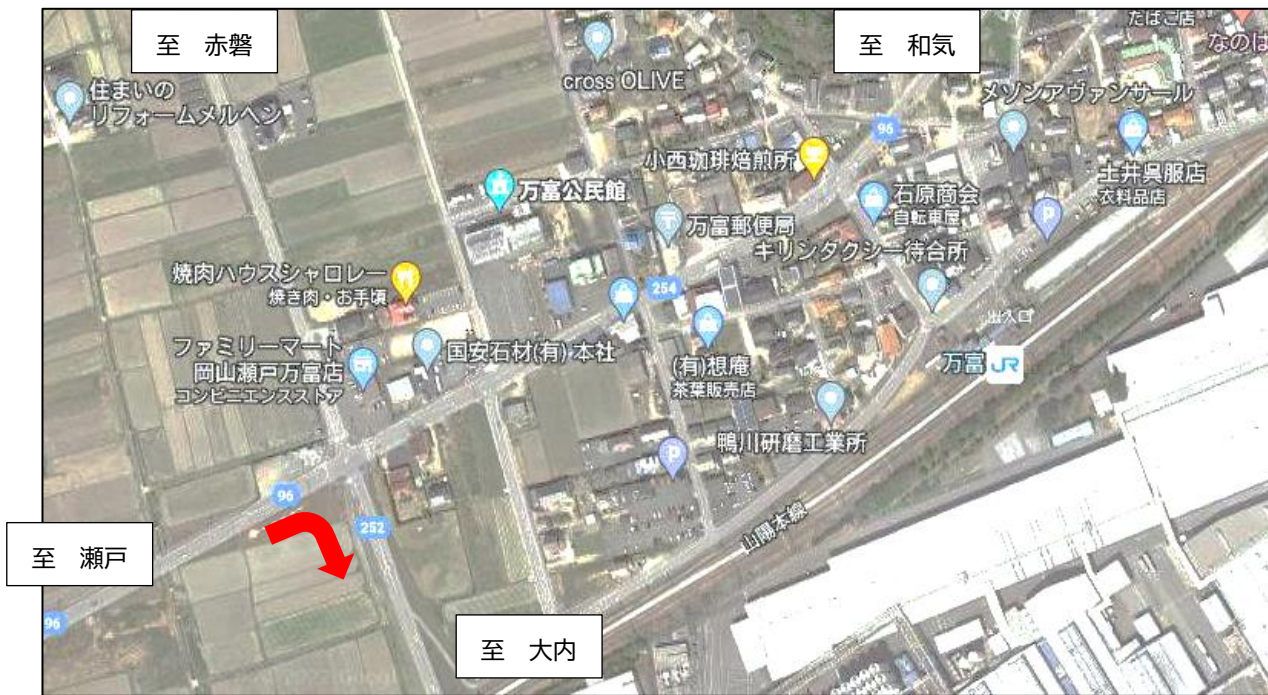 至　赤磐
至　和気
たばこ店
なのは
cross OLIVE
住まいの
リフォームメルヘン
メゾンアヴァンサール
96
小西珈琲焙煎所
土井呉服店
衣料品店
万富公民館
石原商会
自転車屋
万富郵便局
キリンタクシー待合所
焼肉ハウスシャロレー
焼き肉・お手頃
254
出入口
ファミリーマート
岡山瀬戸万富店
コンビニエンスストア
国安石材(有)本社
(有)想庵
茶葉販売店
万富 JR
P
鴨川研磨工業所
P
96
252
山陽本線
至　瀬戸
96
至　大内